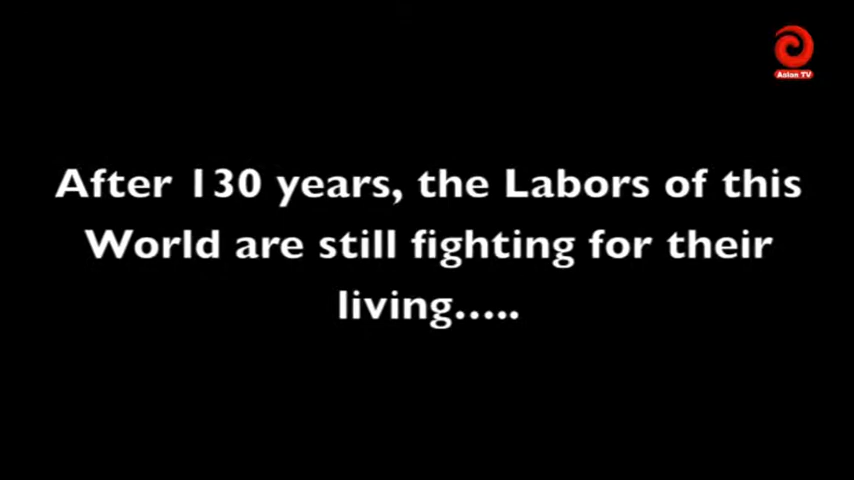 Asian TV
After 130 years, the Labors of this
World are still fighting for their
living.....